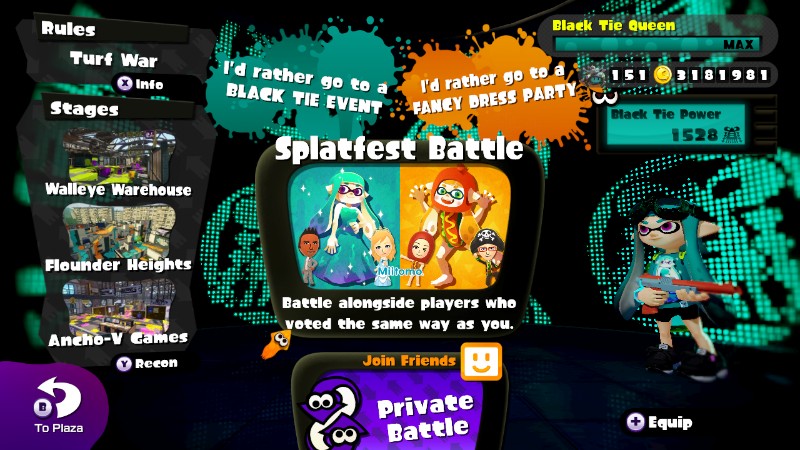 Rules
Turf War
X Info
Stages
Walleye Warehouse
Flounder Heights
Ancho-V Games
Y Recon
B
To Plaza
I'd rather go to a
BLACK TIE EVENT
I'd rather go to a
FANCY DRESS PARTY
Splatfest Battle
Miitomo
Battle alongside players who
voted the same way as you.
Join Friends
Private
Battle
Black Tie Queen
MAX
151 3181981
Black Tie Power
1528
+ Equip